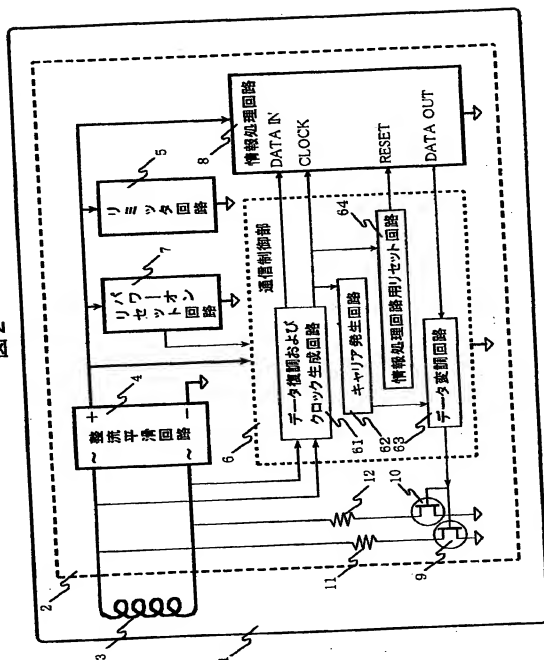 図2
1
2
3
整流平滑回路
+
−
~
~
4
パワーオン
リセット回路
7
リミッタ回路
5
情報処理回路
8
DATA IN
CLOCK
RESET
DATA OUT
通信制御部
6
データ復調および
クロック生成回路
61
キャリア発生回路
62
情報処理回路用リセット回路
64
データ変調回路
63
11
12
9
10